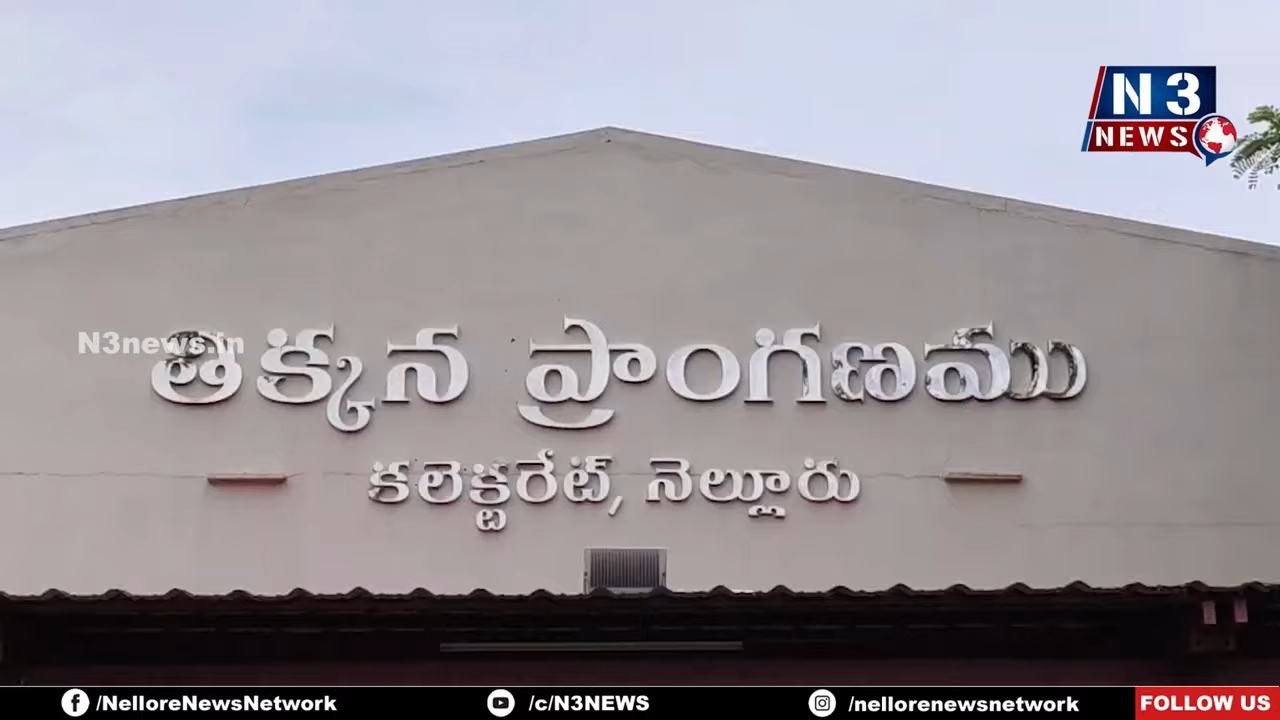 N3
NEWS
N3news.in
తిక్కన ప్రాంగణము
కలెక్టరేట్, నెల్లూరు
/NelloreNewsNetwork /c/N3NEWS /nellorenewsnetwork FOLLOW US